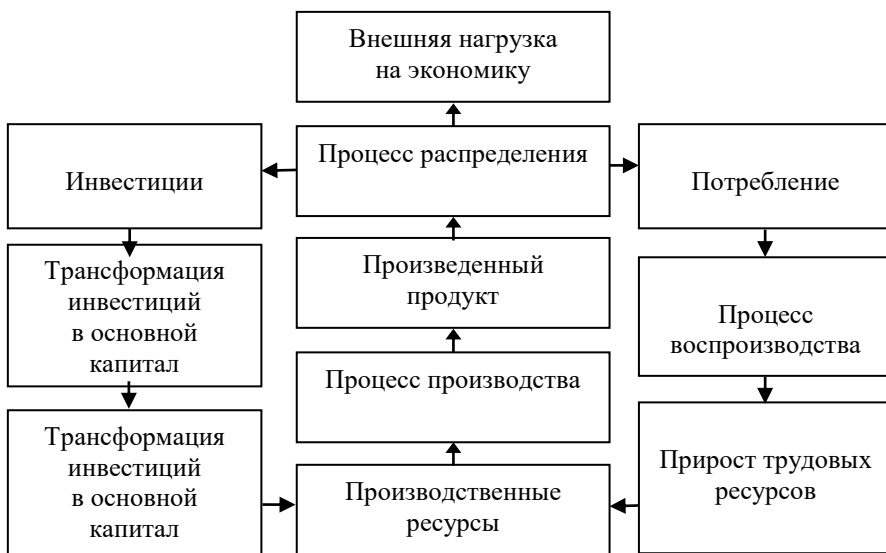 Внешняя нагрузка
на экономику
Инвестиции
Процесс распределения
Потребление
Трансформация
инвестиций
в основной
капитал
Произведенный
продукт
Процесс
воспроизводства
Процесс производства
Трансформация
инвестиций
в основной
капитал
Производственные
ресурсы
Прирост трудовых
ресурсов